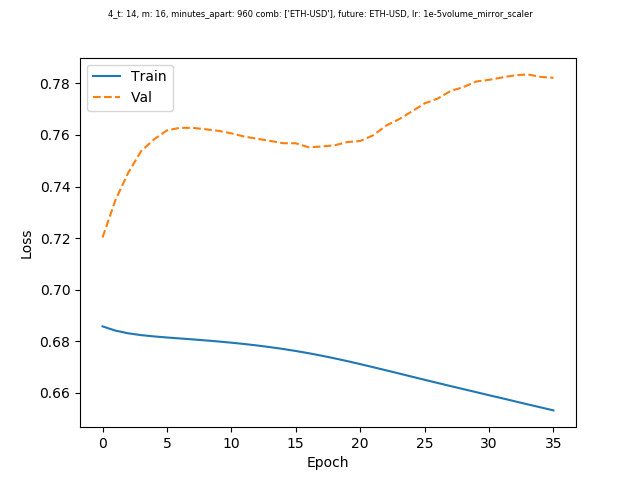 4_t: 14, m: 16, minutes_apart: 960 comb: ['ETH-USD'], future: ETH-USD, lr: 1e-5volume_mirror_scaler
Train
Val
0.78
0.76
0.74
0.72
0.70
0.68
0.66
Loss
0 5 10 15 20 25 30 35
Epoch